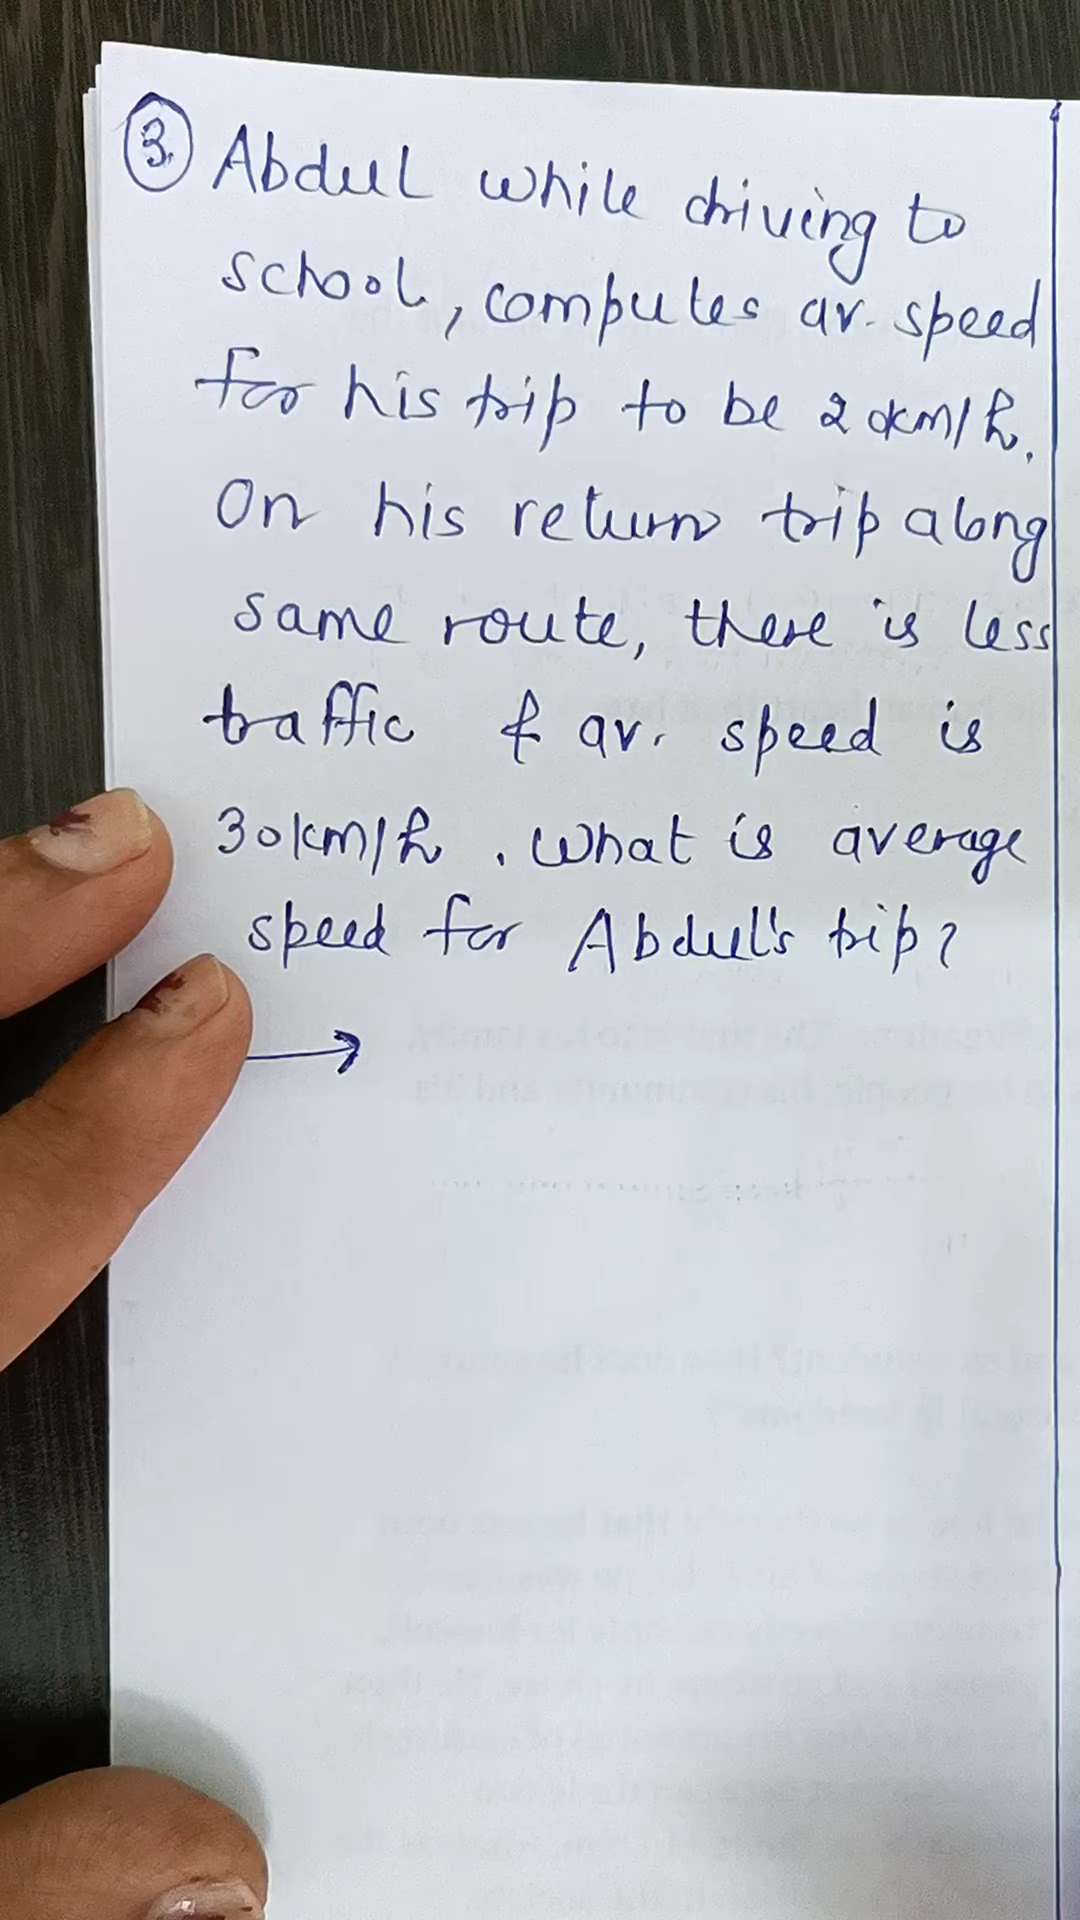 3. Abdul while driving to
school, computes av. speed
for his trip to be 20km/h.
On his return trip along
same route, there is less
traffic & av. speed is
30km/h. What is average
speed for Abdul's trip?
→